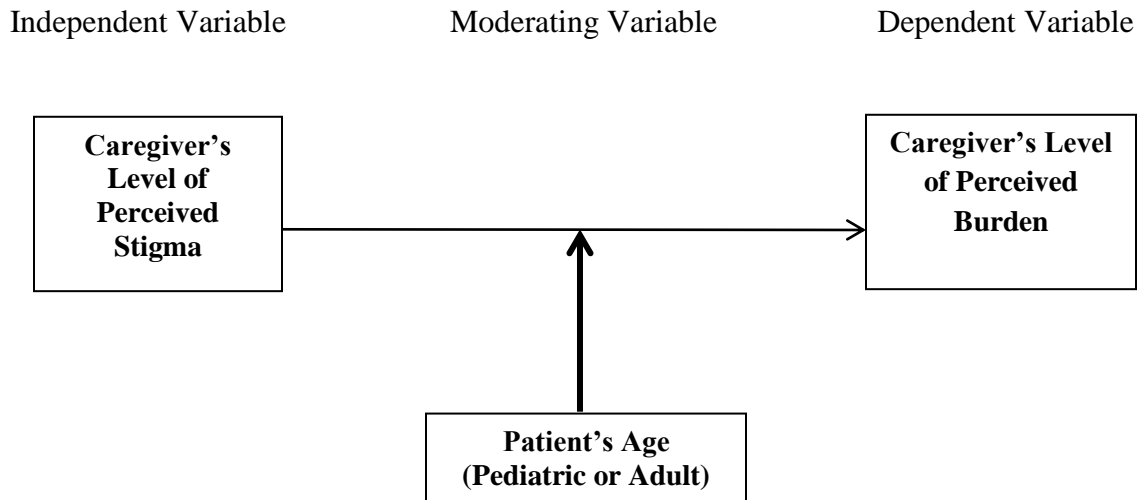 Independent Variable
Moderating Variable
Dependent Variable
Caregiver’s
Level of
Perceived
Stigma
Caregiver’s Level
of Perceived
Burden
Patient’s Age
(Pediatric or Adult)